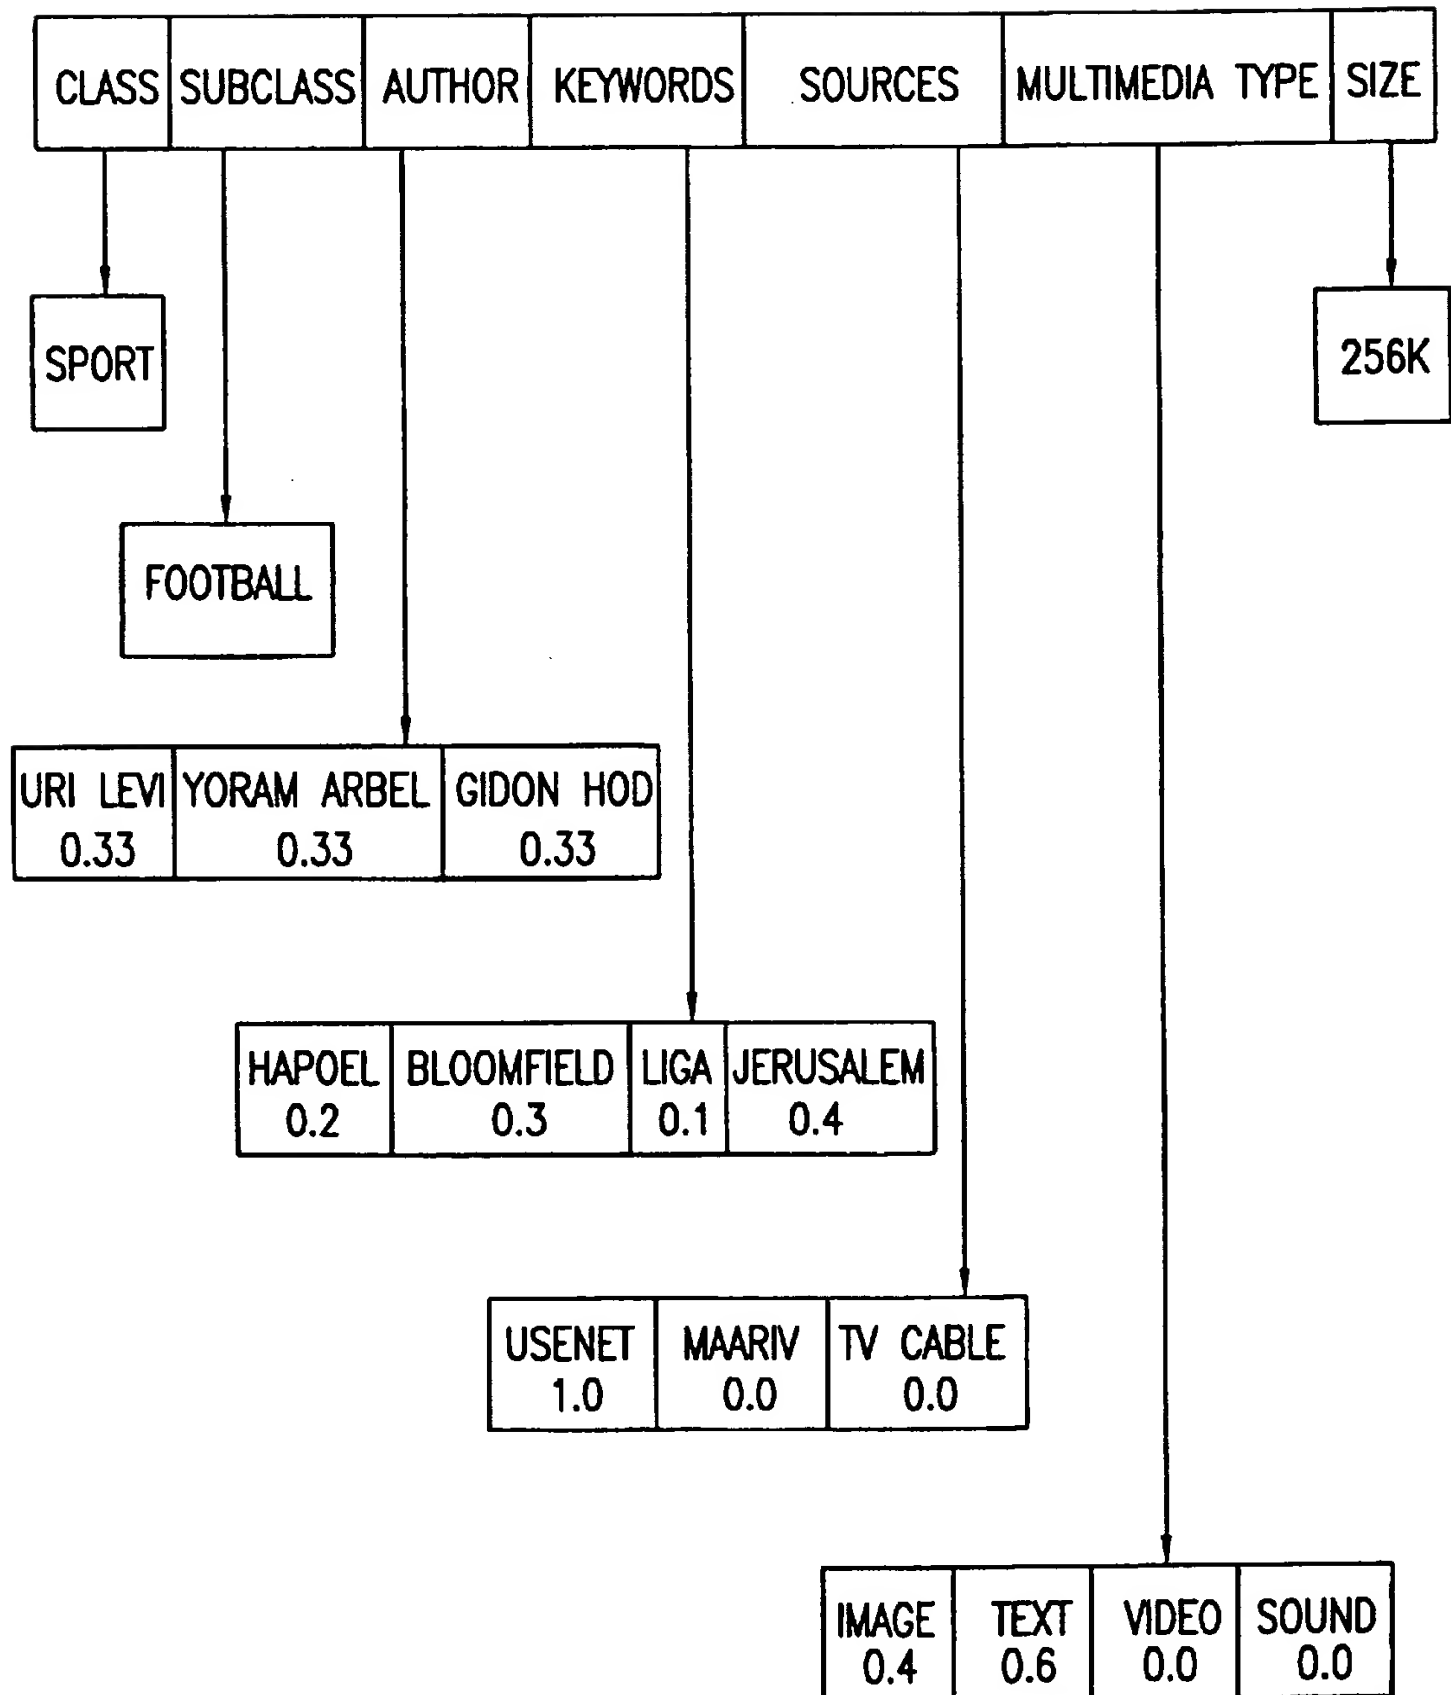 CLASS SUBCLASS AUTHOR KEYWORDS SOURCES MULTIMEDIA TYPE SIZE
SPORT
256K
FOOTBALL
URI LEVI YORAM ARBEL GIDON HOD
0.33 0.33 0.33
HAPOEL BLOOMFIELD LIGA JERUSALEM
0.2 0.3 0.1 0.4
USENET MAARIV TV CABLE
1.0 0.0 0.0
IMAGE TEXT VIDEO SOUND
0.4 0.6 0.0 0.0